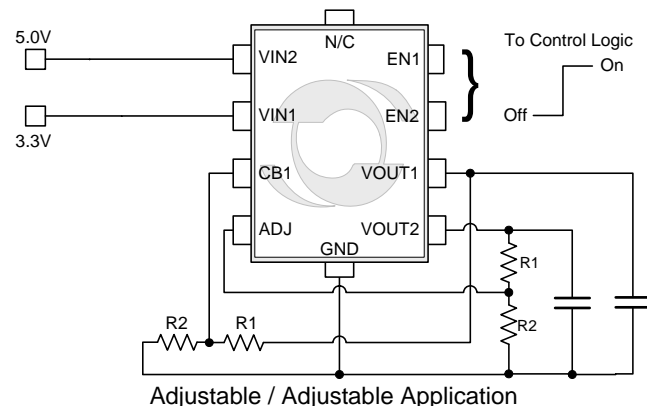 N/C
5.0V
VIN2
EN1
To Control Logic
On
3.3V
VIN1
EN2
Off
CB1
VOUT1
ADJ
VOUT2
GND
R1
R2
R2
R1
Adjustable / Adjustable Application